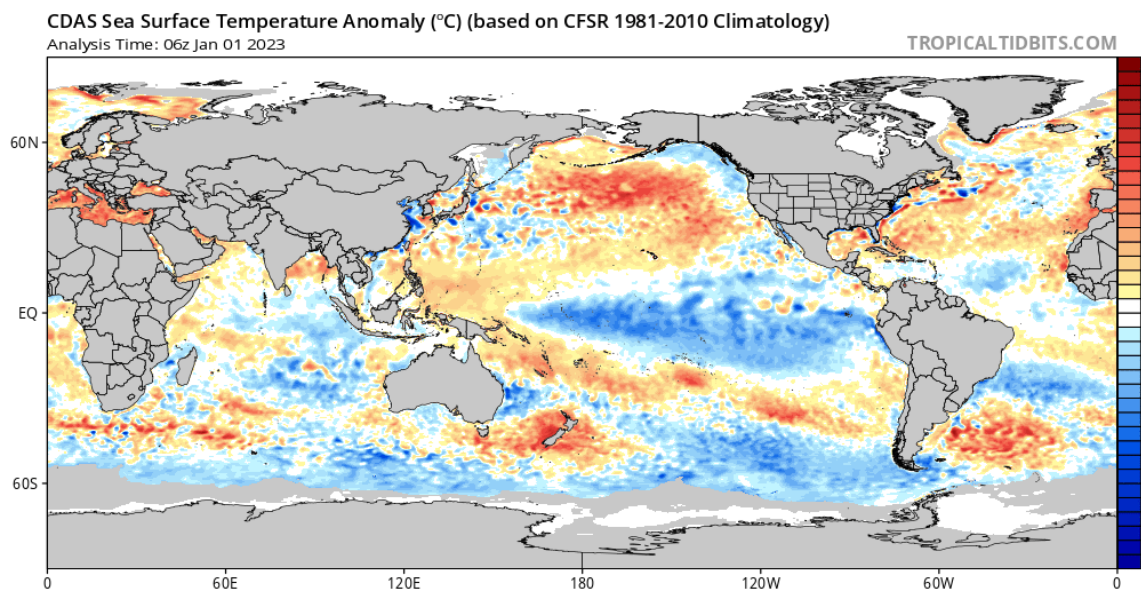 CDAS Sea Surface Temperature Anomaly (°C) (based on CFSR 1981-2010 Climatology)
Analysis Time: 06z Jan 01 2023
TROPICALTIDBITS.COM
60N
EQ
60S
0
60E
120E
180
120W
60W
0